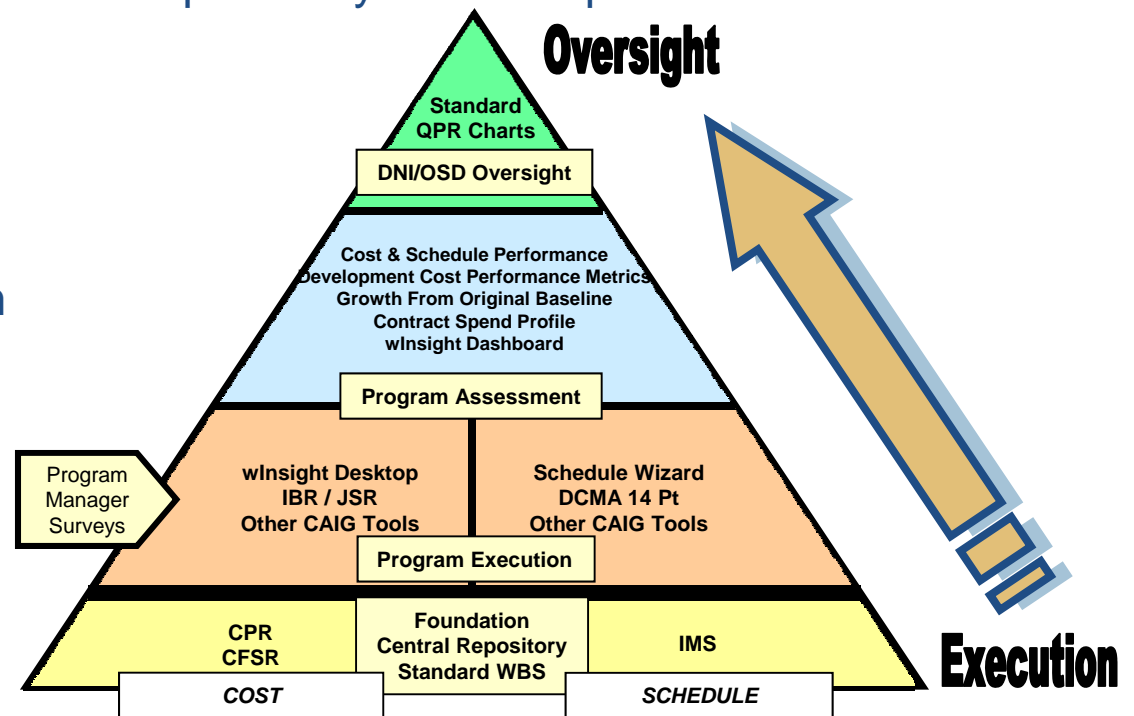 Oversight
Standard
QPR Charts
DNI/OSD Oversight
Cost & Schedule Performance
Development Cost Performance Metrics
Growth From Original Baseline
Contract Spend Profile
wInsight Dashboard
Program Assessment
Program
Manager
Surveys
wInsight Desktop
IBR / JSR
Other CAIG Tools
Schedule Wizard
DCMA 14 Pt
Other CAIG Tools
Program Execution
CPR
CFSR
Foundation
Central Repository
Standard WBS
IMS
COST
SCHEDULE
Execution